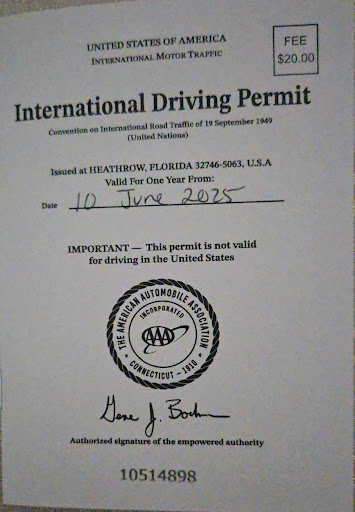 UNITED STATES OF AMERICA
INTERNATIONAL MOTOR TRAFFIC
FEE
$20.00
International Driving Permit
Convention on International Road Traffic of 19 September 1949
(United Nations)
Issued at HEATHROW, FLORIDA 32746-5063, U.S.A
Valid For One Year From:
Date 10 June 2025
IMPORTANT — This permit is not valid
for driving in the United States
THE AMERICAN AUTOMOBILE ASSOCIATION
INCORPORATED
AAA
CONNECTICUT - 1910
Gene J. Boehm
Authorized signature of the empowered authority
10514898